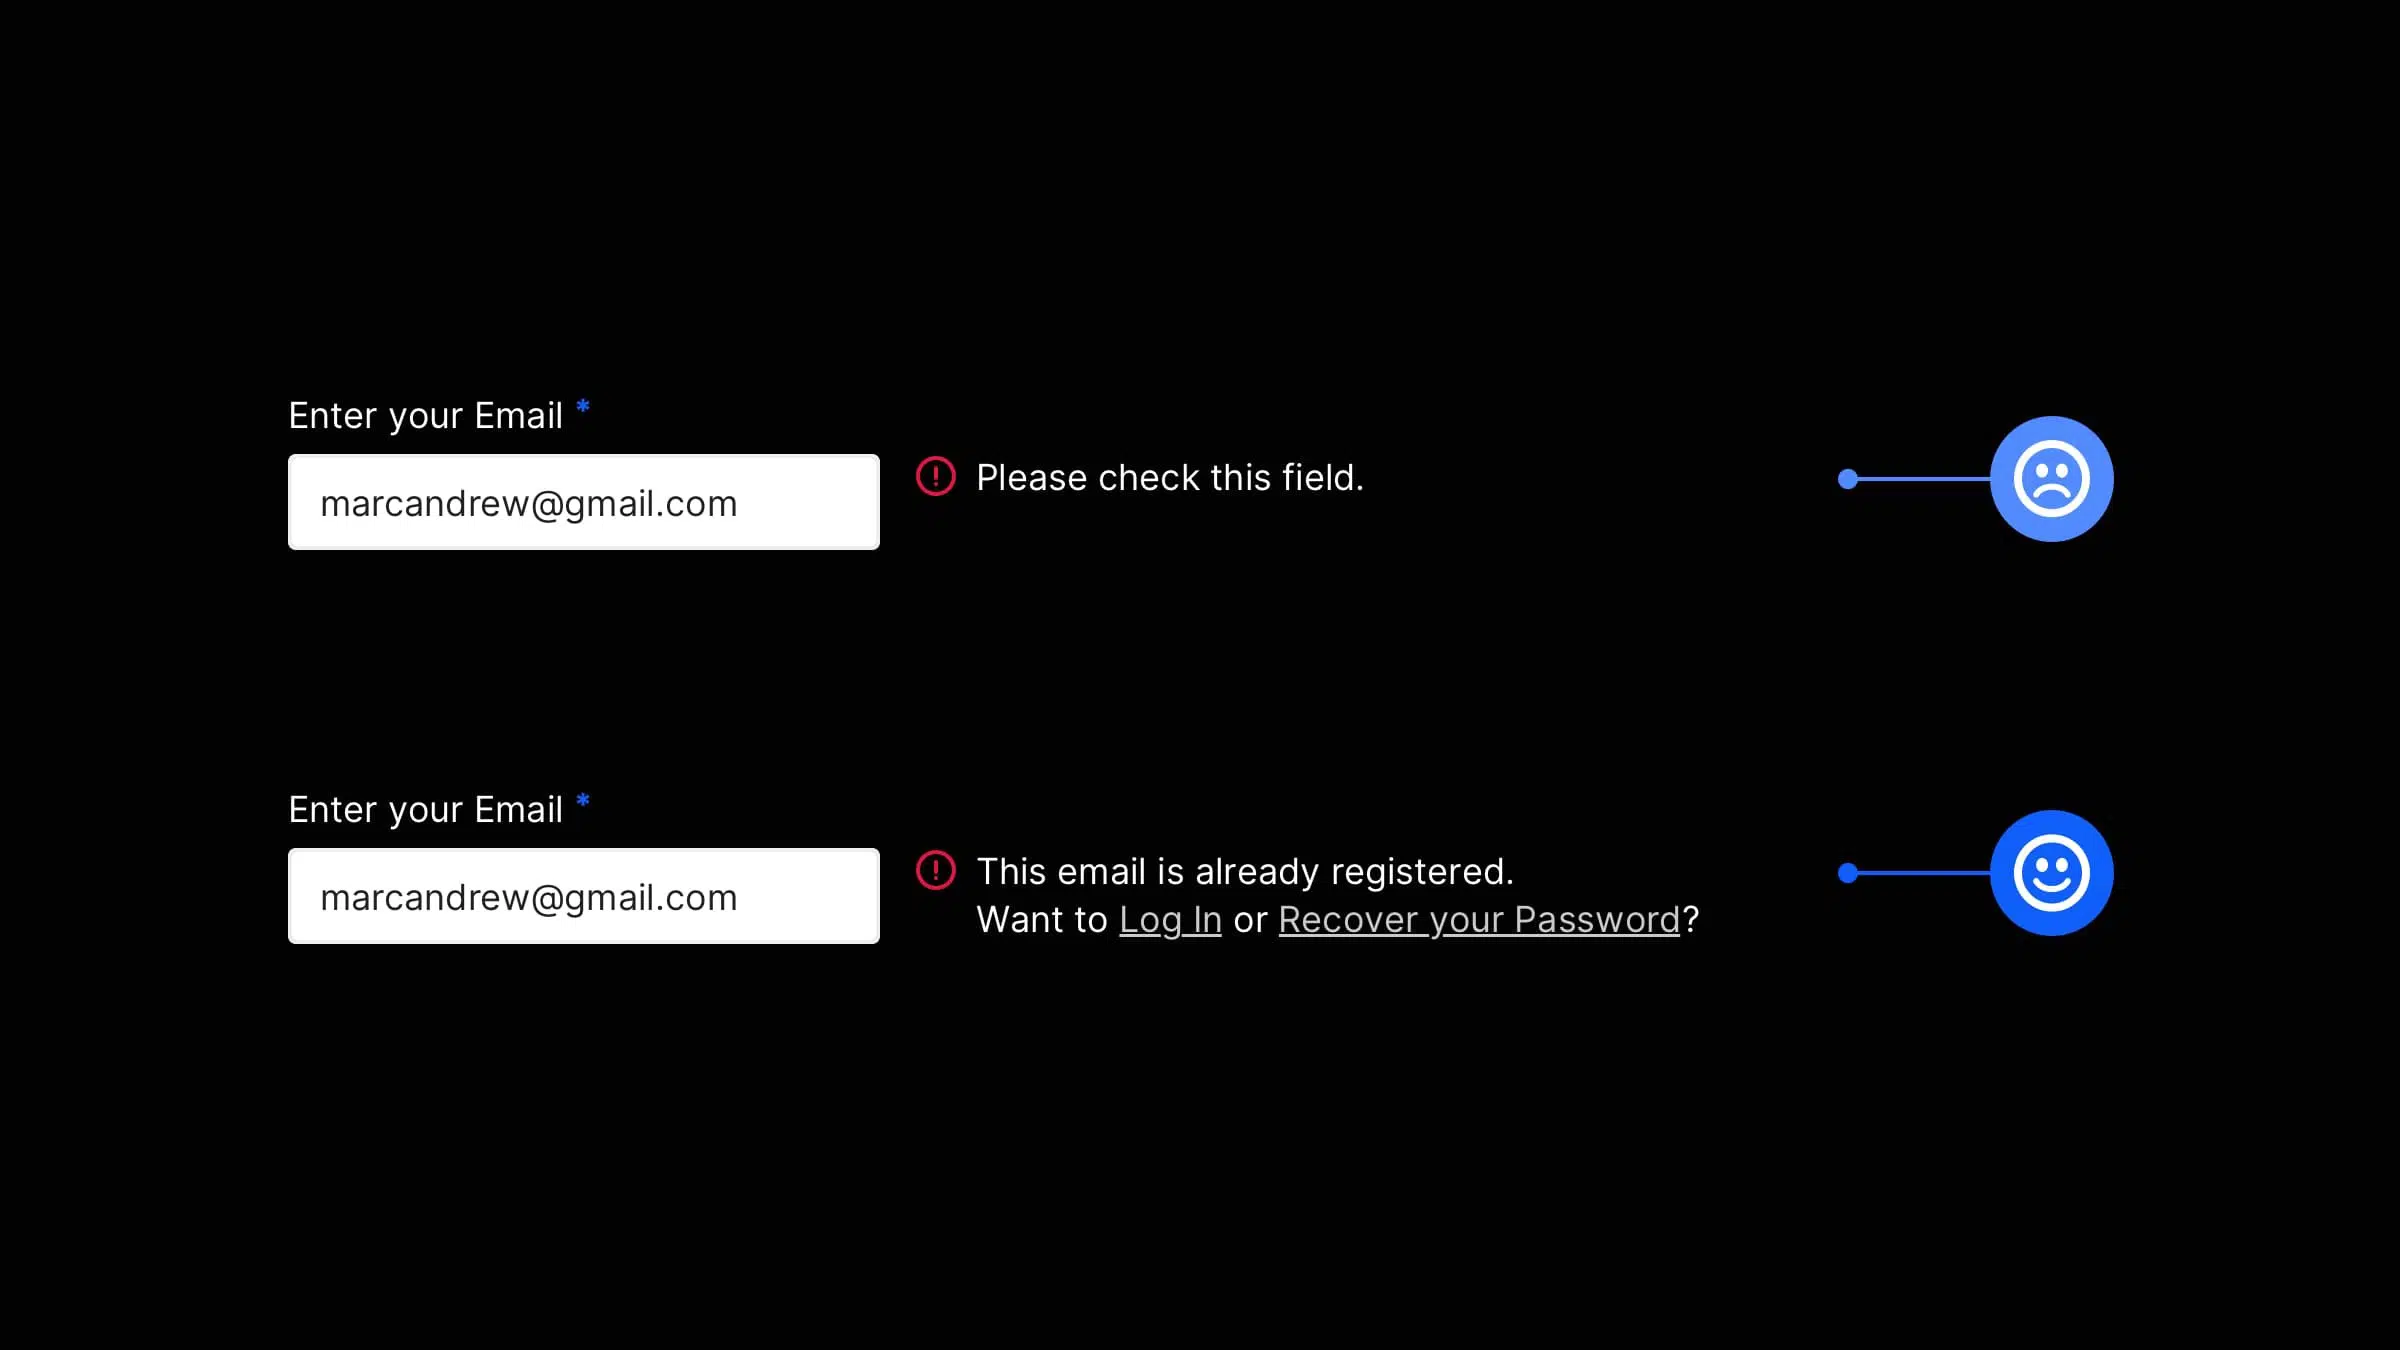 Enter your Email *
marcandrew@gmail.com
Please check this field.
Enter your Email *
marcandrew@gmail.com
This email is already registered.
Want to Log In or Recover your Password?